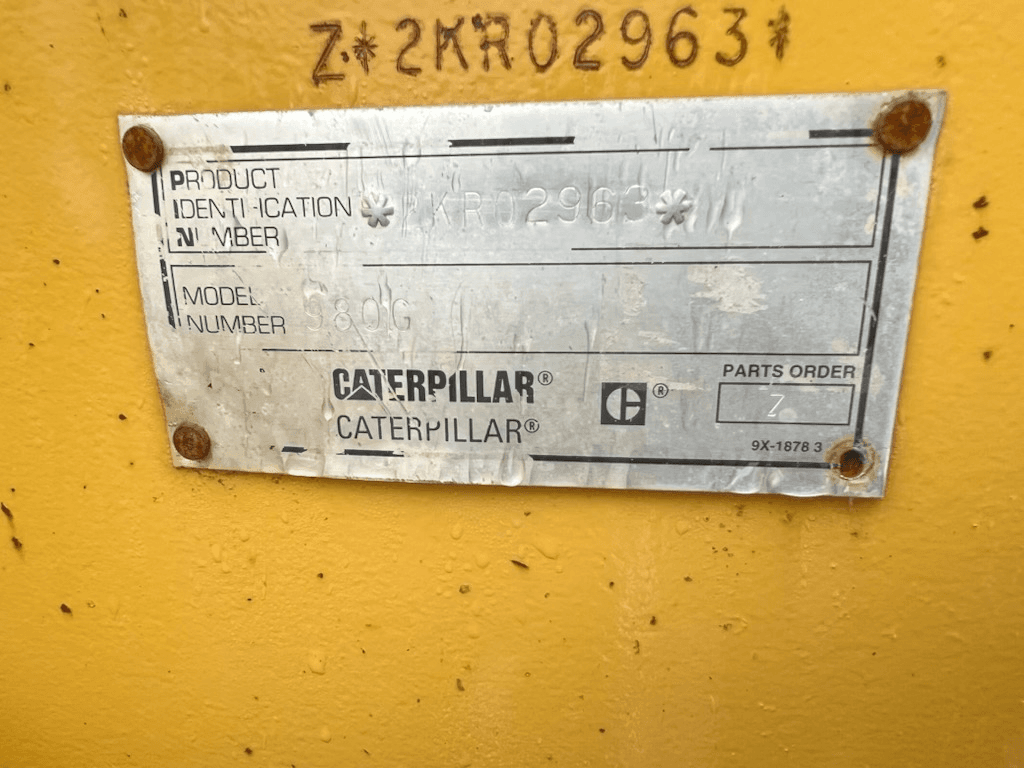 Z*2KR02963*
PRODUCT
IDENTIFICATION
NUMBER
*2KR02963*
MODEL
NUMBER
980G
CATERPILLAR®
CATERPILLAR®
C ®
PARTS ORDER
Z
9X-1878 3